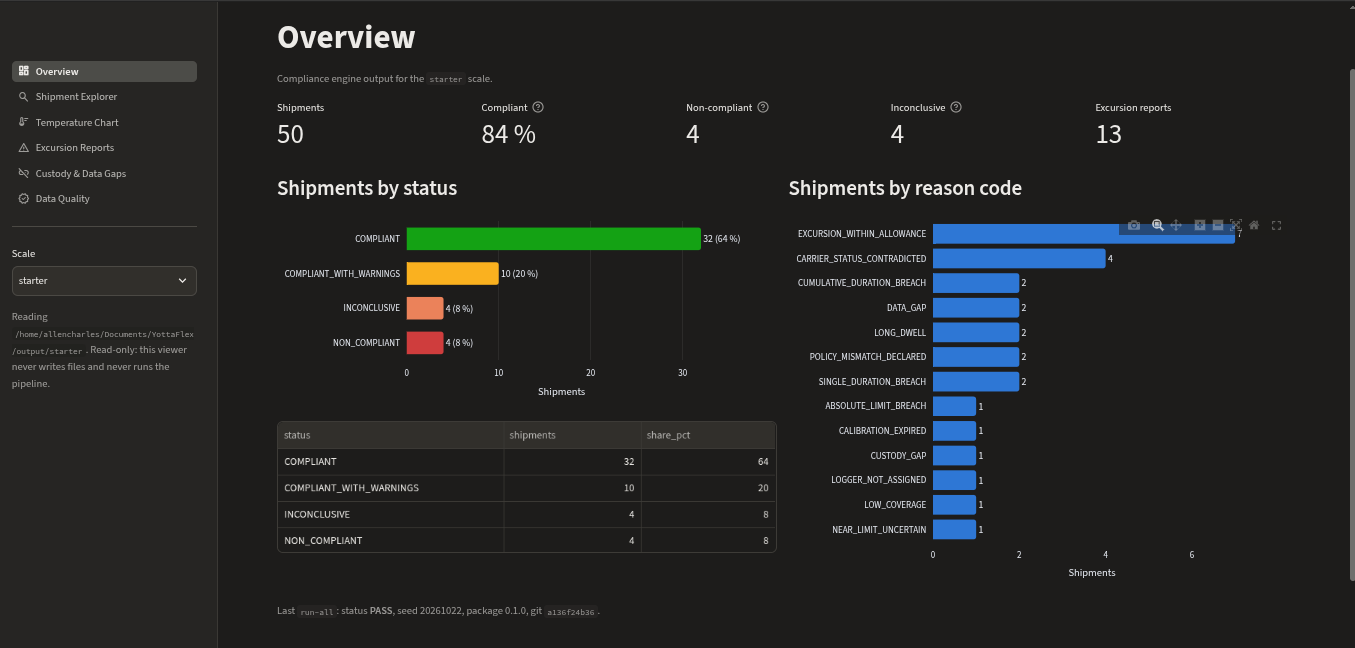 Overview
Shipment Explorer
Temperature Chart
Excursion Reports
Custody & Data Gaps
Data Quality
Scale
starter
Reading
/home/allencharles/Documents/YottaFlex
/output/starter . Read-only: this viewer
never writes files and never runs the
pipeline.
Overview
Compliance engine output for the starter scale.
Shipments
50
Compliant
84 %
Non-compliant
4
Inconclusive
4
Excursion reports
13
Shipments by status
COMPLIANT 32 (64 %)
COMPLIANT_WITH_WARNINGS 10 (20 %)
INCONCLUSIVE 4 (8 %)
NON_COMPLIANT 4 (8 %)
0 10 20 30
Shipments
status shipments share_pct
COMPLIANT 32 64
COMPLIANT_WITH_WARNINGS 10 20
INCONCLUSIVE 4 8
NON_COMPLIANT 4 8
Shipments by reason code
EXCURSION_WITHIN_ALLOWANCE 7
CARRIER_STATUS_CONTRADICTED 4
CUMULATIVE_DURATION_BREACH 2
DATA_GAP 2
LONG_DWELL 2
POLICY_MISMATCH_DECLARED 2
SINGLE_DURATION_BREACH 2
ABSOLUTE_LIMIT_BREACH 1
CALIBRATION_EXPIRED 1
CUSTODY_GAP 1
LOGGER_NOT_ASSIGNED 1
LOW_COVERAGE 1
NEAR_LIMIT_UNCERTAIN 1
0 2 4 6
Shipments
Last run-all : status PASS, seed 20261022, package 0.1.0, git a136f24b36 .